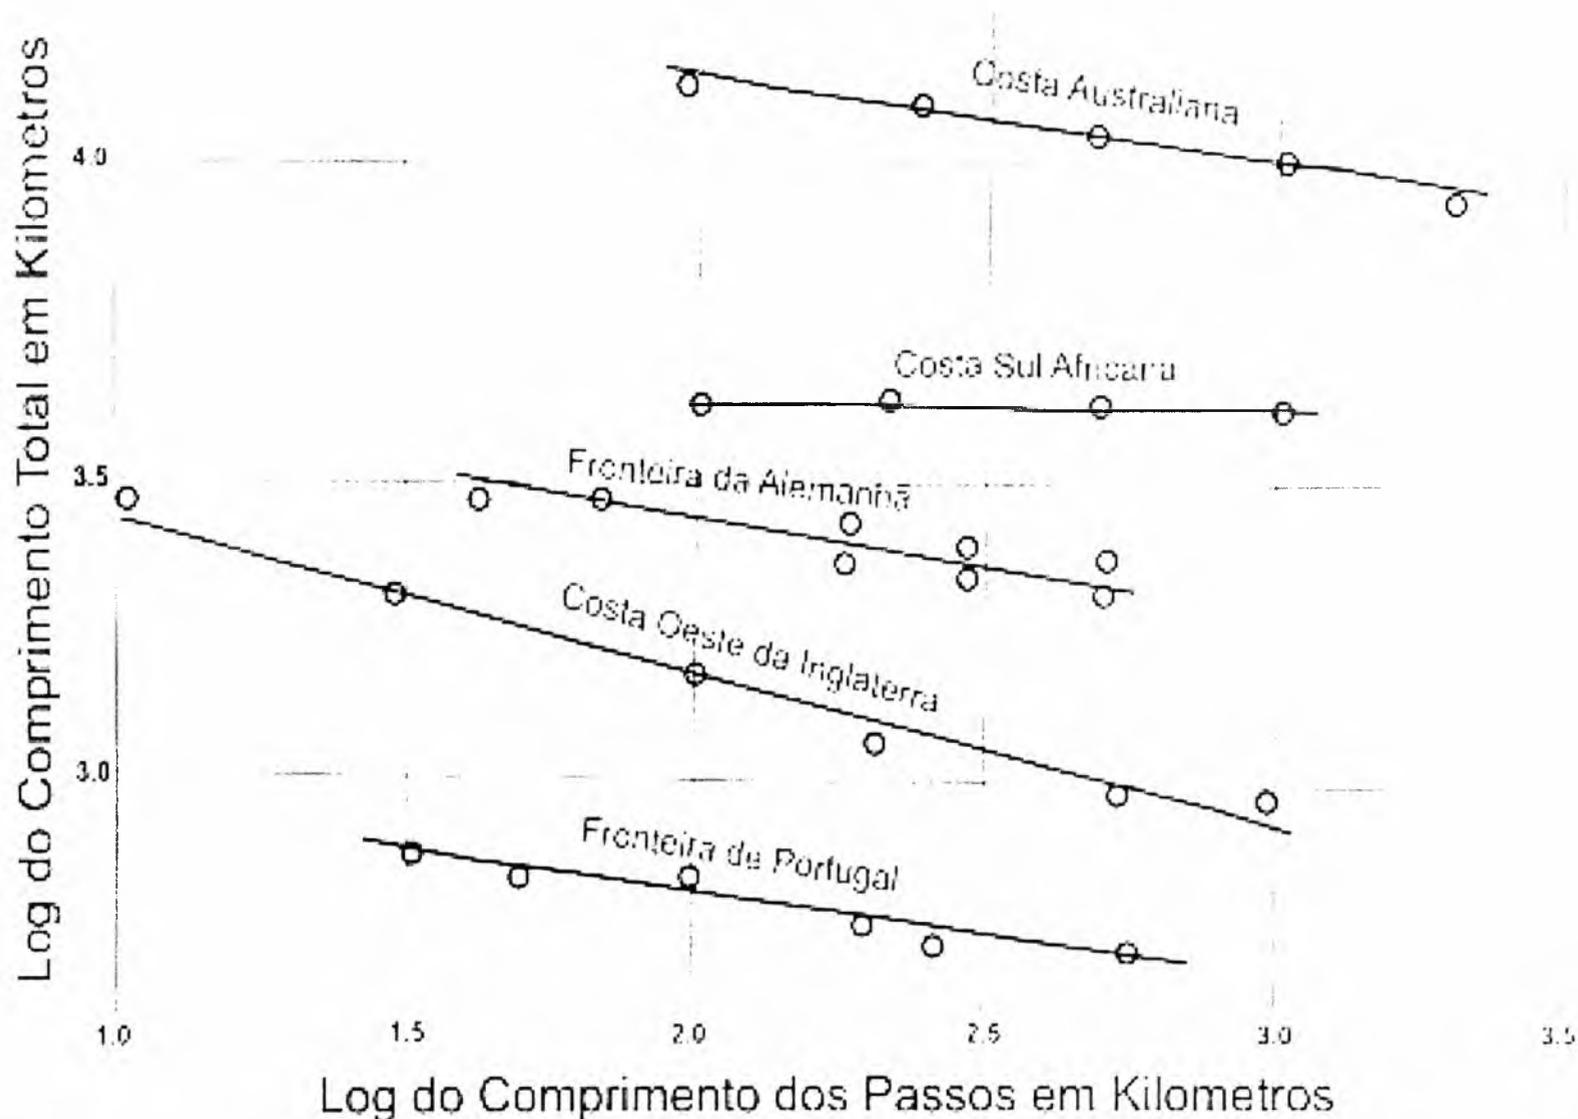 Log do Comprimento Total em Kilometros
Costa Australiana
4.0
Costa Sul Africana
3.5
Fronteira da Alemanha
Costa Oeste da Inglaterra
3.0
Fronteira de Portugal
1.0 1.5 2.0 2.5 3.0 3.5
Log do Comprimento dos Passos em Kilometros